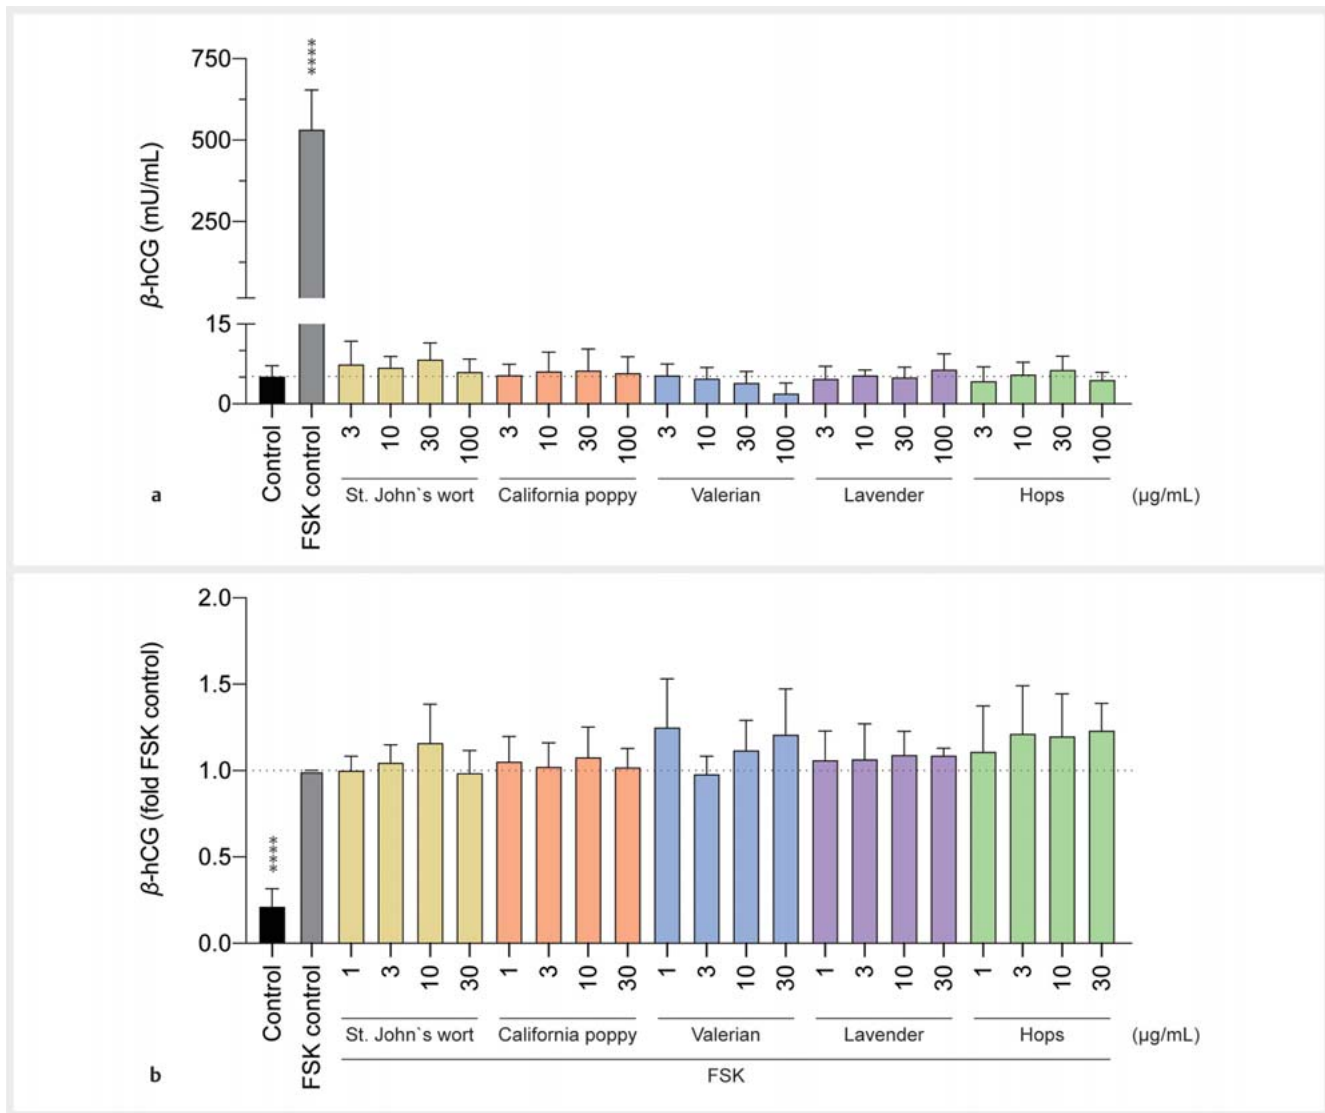 750
500
250
15
0
β-hCG (mU/mL)
****
Control
FSK control
3 10 30 100 3 10 30 100 3 10 30 100 3 10 30 100 3 10 30 100
St. John`s wort California poppy Valerian Lavender Hops (µg/mL)
a
2.0
1.5
1.0
0.5
0.0
β-hCG (fold FSK control)
****
Control
FSK control
1 3 10 30 1 3 10 30 1 3 10 30 1 3 10 30 1 3 10 30
St. John`s wort California poppy Valerian Lavender Hops (µg/mL)
FSK
b